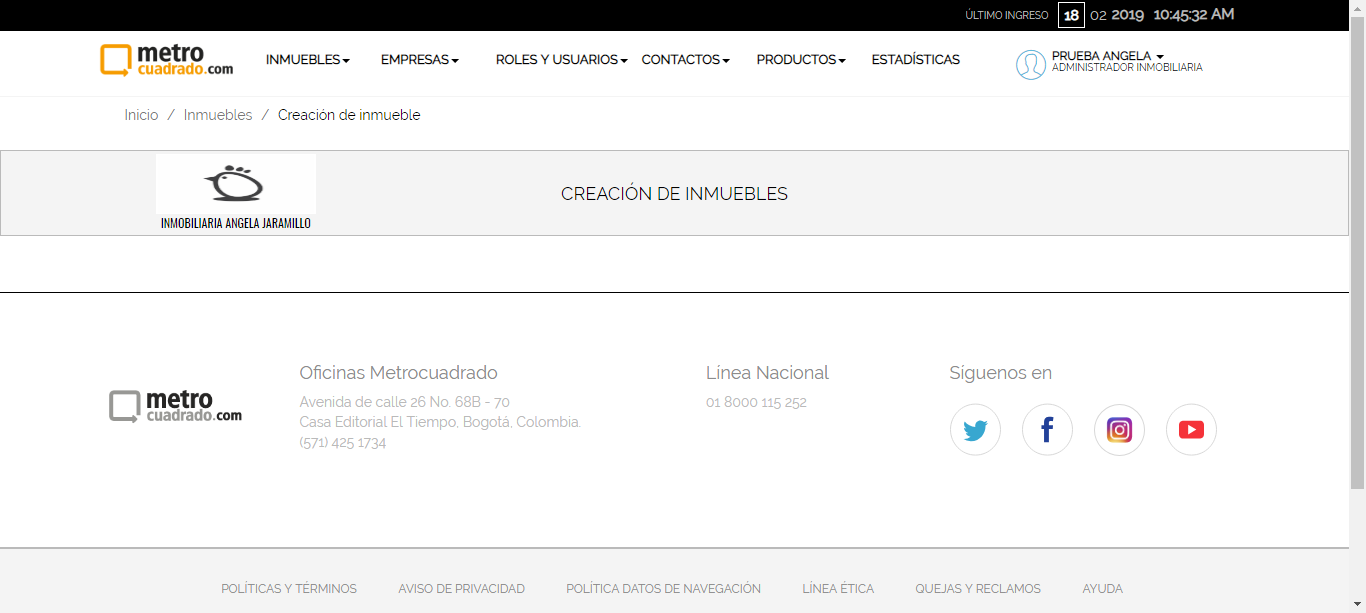 ÚLTIMO INGRESO 18 02 2019 10:45:32 AM
metro
cuadrado.com
INMUEBLES EMPRESAS ROLES Y USUARIOS CONTACTOS PRODUCTOS ESTADÍSTICAS
PRUEBA ANGELA
ADMINISTRADOR INMOBILIARIA
Inicio / Inmuebles / Creación de inmueble
INMOBILIARIA ANGELA JARAMILLO
CREACIÓN DE INMUEBLES
metro
cuadrado.com
Oficinas Metrocuadrado
Avenida de calle 26 No. 68B - 70
Casa Editorial El Tiempo, Bogotá, Colombia.
(571) 425 1734
Línea Nacional
01 8000 115 252
Síguenos en
POLÍTICAS Y TÉRMINOS AVISO DE PRIVACIDAD POLÍTICA DATOS DE NAVEGACIÓN LÍNEA ÉTICA QUEJAS Y RECLAMOS AYUDA